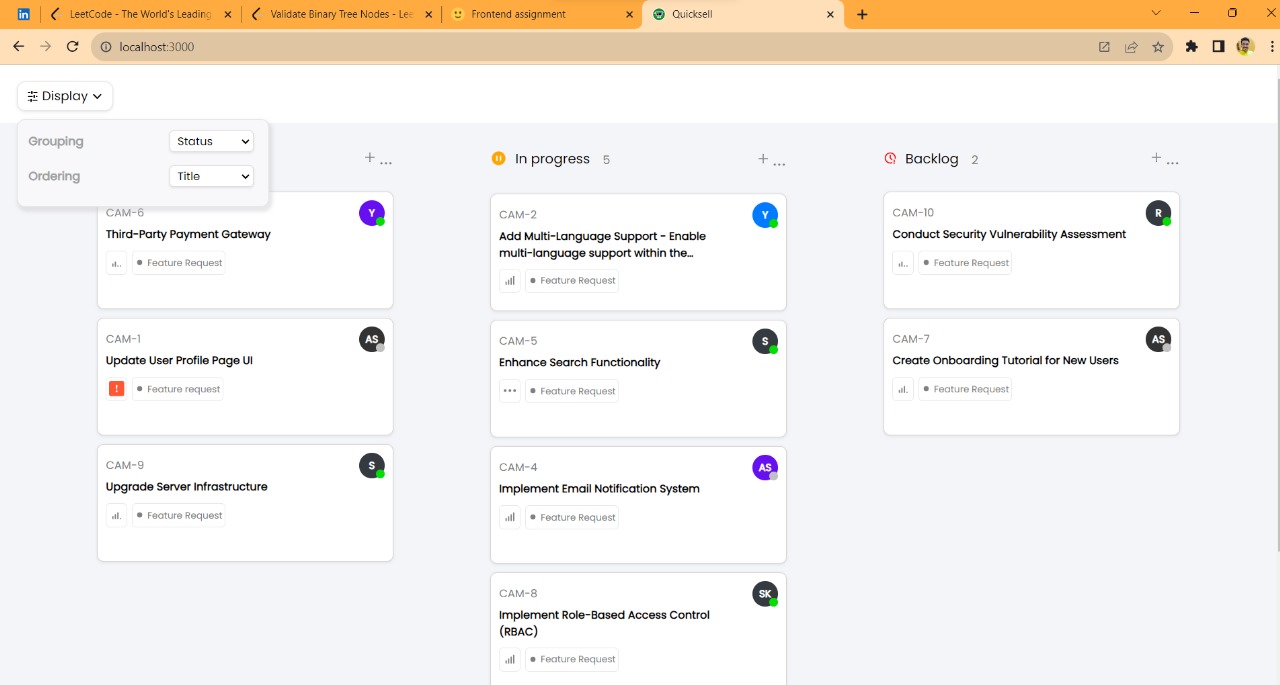 LeetCode - The World's Leading
Validate Binary Tree Nodes - Lee
Frontend assignment
Quicksell
localhost:3000
Display
Grouping
Status
Ordering
Title
...
In progress 5
...
Backlog 2
...
CAM-6
Y
Third-Party Payment Gateway
Feature Request
CAM-1
AS
Update User Profile Page UI
!
Feature request
CAM-9
S
Upgrade Server Infrastructure
Feature Request
CAM-2
Y
Add Multi-Language Support - Enable
multi-language support within the...
Feature Request
CAM-5
S
Enhance Search Functionality
Feature Request
CAM-4
AS
Implement Email Notification System
Feature Request
CAM-8
SK
Implement Role-Based Access Control
(RBAC)
Feature Request
CAM-10
R
Conduct Security Vulnerability Assessment
Feature Request
CAM-7
AS
Create Onboarding Tutorial for New Users
Feature Request